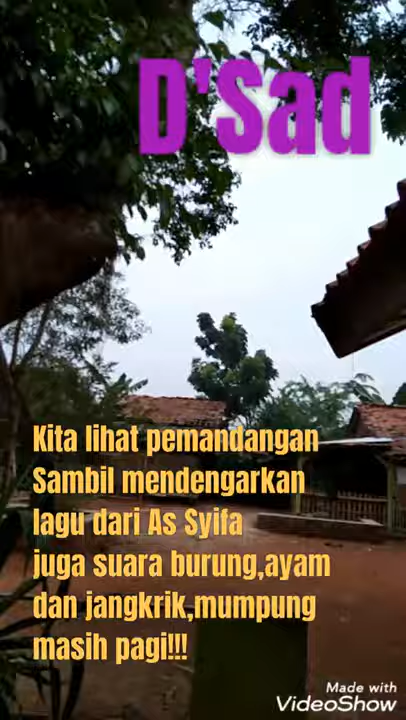 D'Sad
Kita lihat pemandangan
Sambil mendengarkan
lagu dari As Syifa
juga suara burung,ayam
dan jangkrik,mumpung
masih pagi!!!
Made with
VideoShow